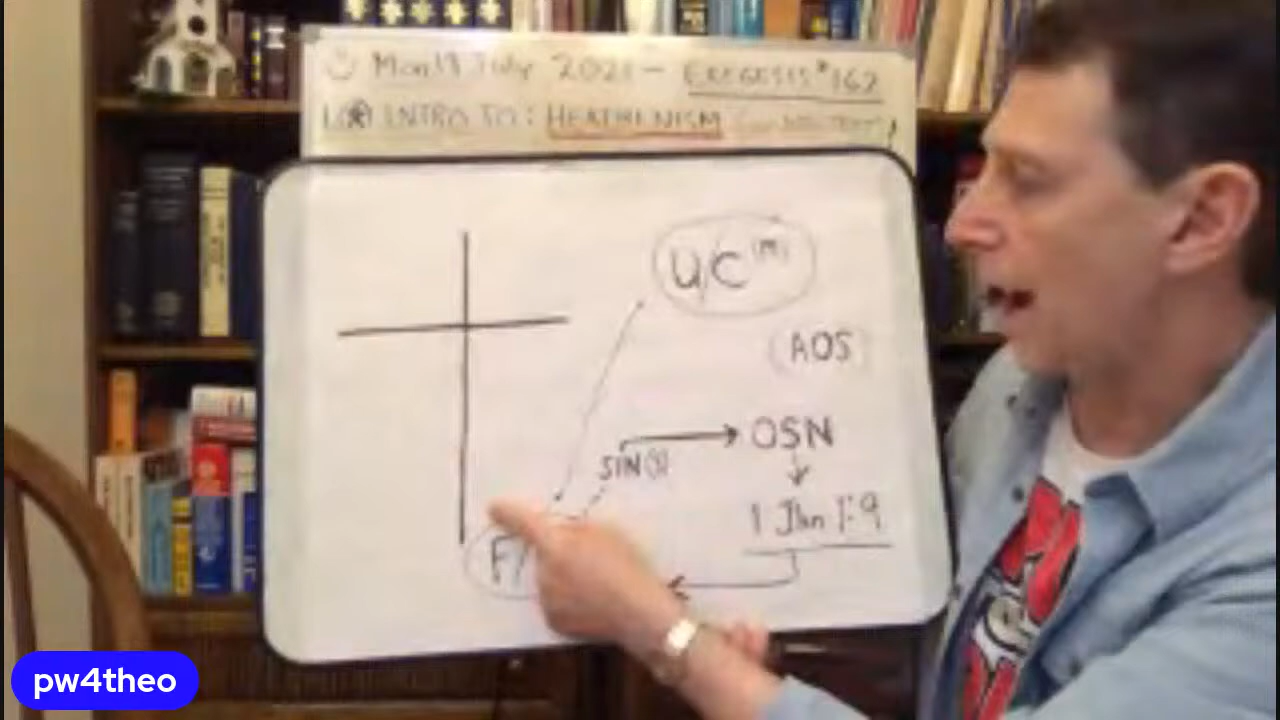 Mon 19 July 2021 - EXEGESIS #162
INTRO TO: HEATHENISM
U/C (M)
AOS
OSN
SIN(S)
1 Jhn 1:9
F/
pw4theo